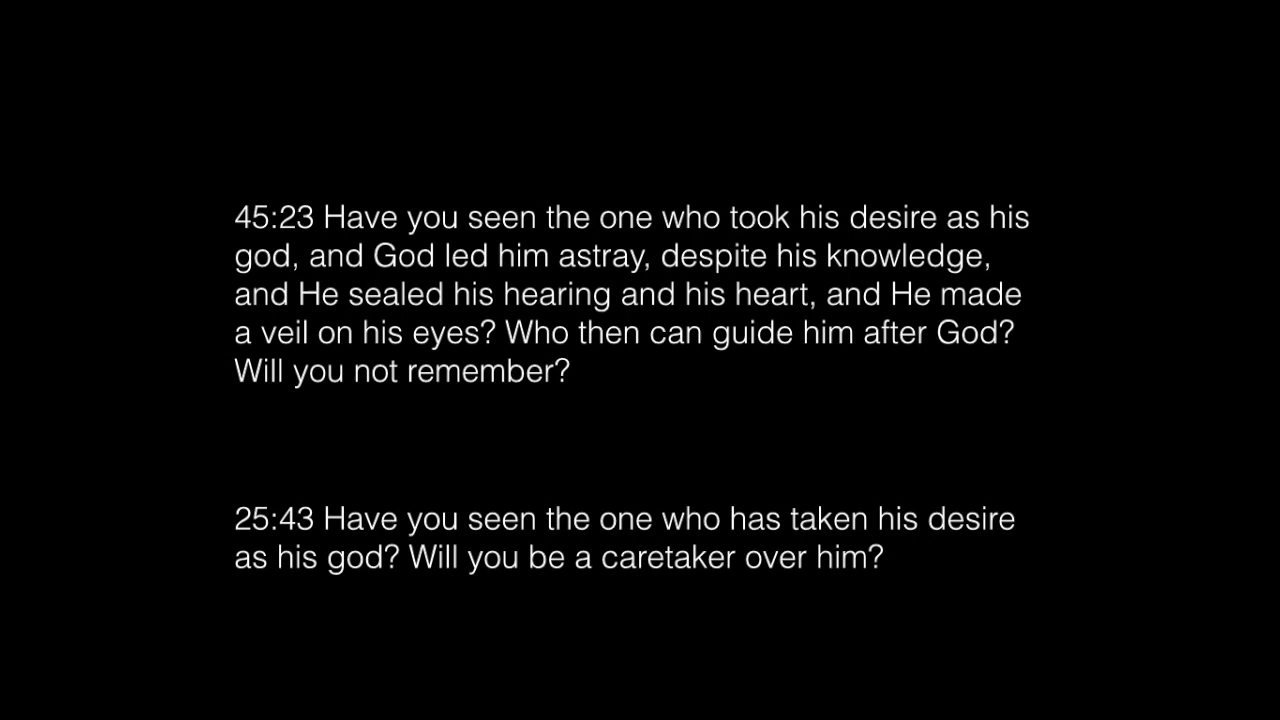 45:23 Have you seen the one who took his desire as his
god, and God led him astray, despite his knowledge,
and He sealed his hearing and his heart, and He made
a veil on his eyes? Who then can guide him after God?
Will you not remember?
25:43 Have you seen the one who has taken his desire
as his god? Will you be a caretaker over him?